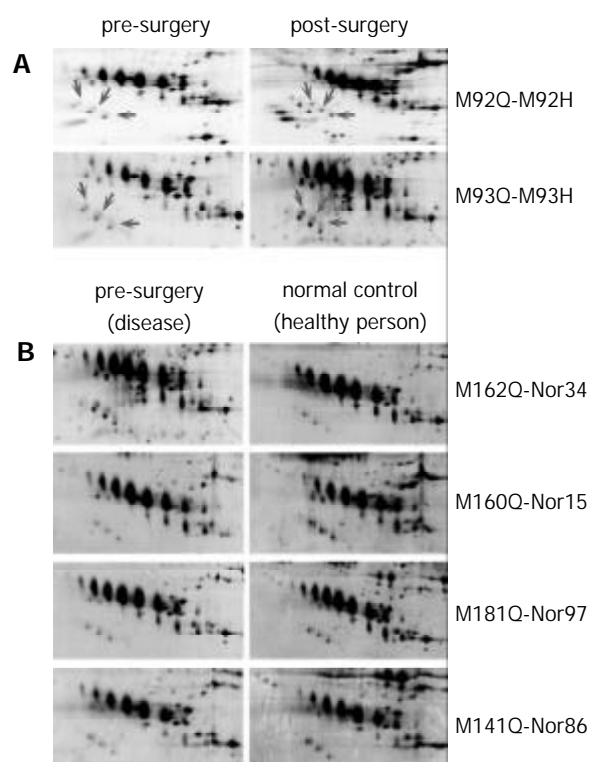 pre-surgery post-surgery
A
M92Q-M92H
M93Q-M93H
pre-surgery normal control
(disease) (healthy person)
B
M162Q-Nor34
M160Q-Nor15
M181Q-Nor97
M141Q-Nor86